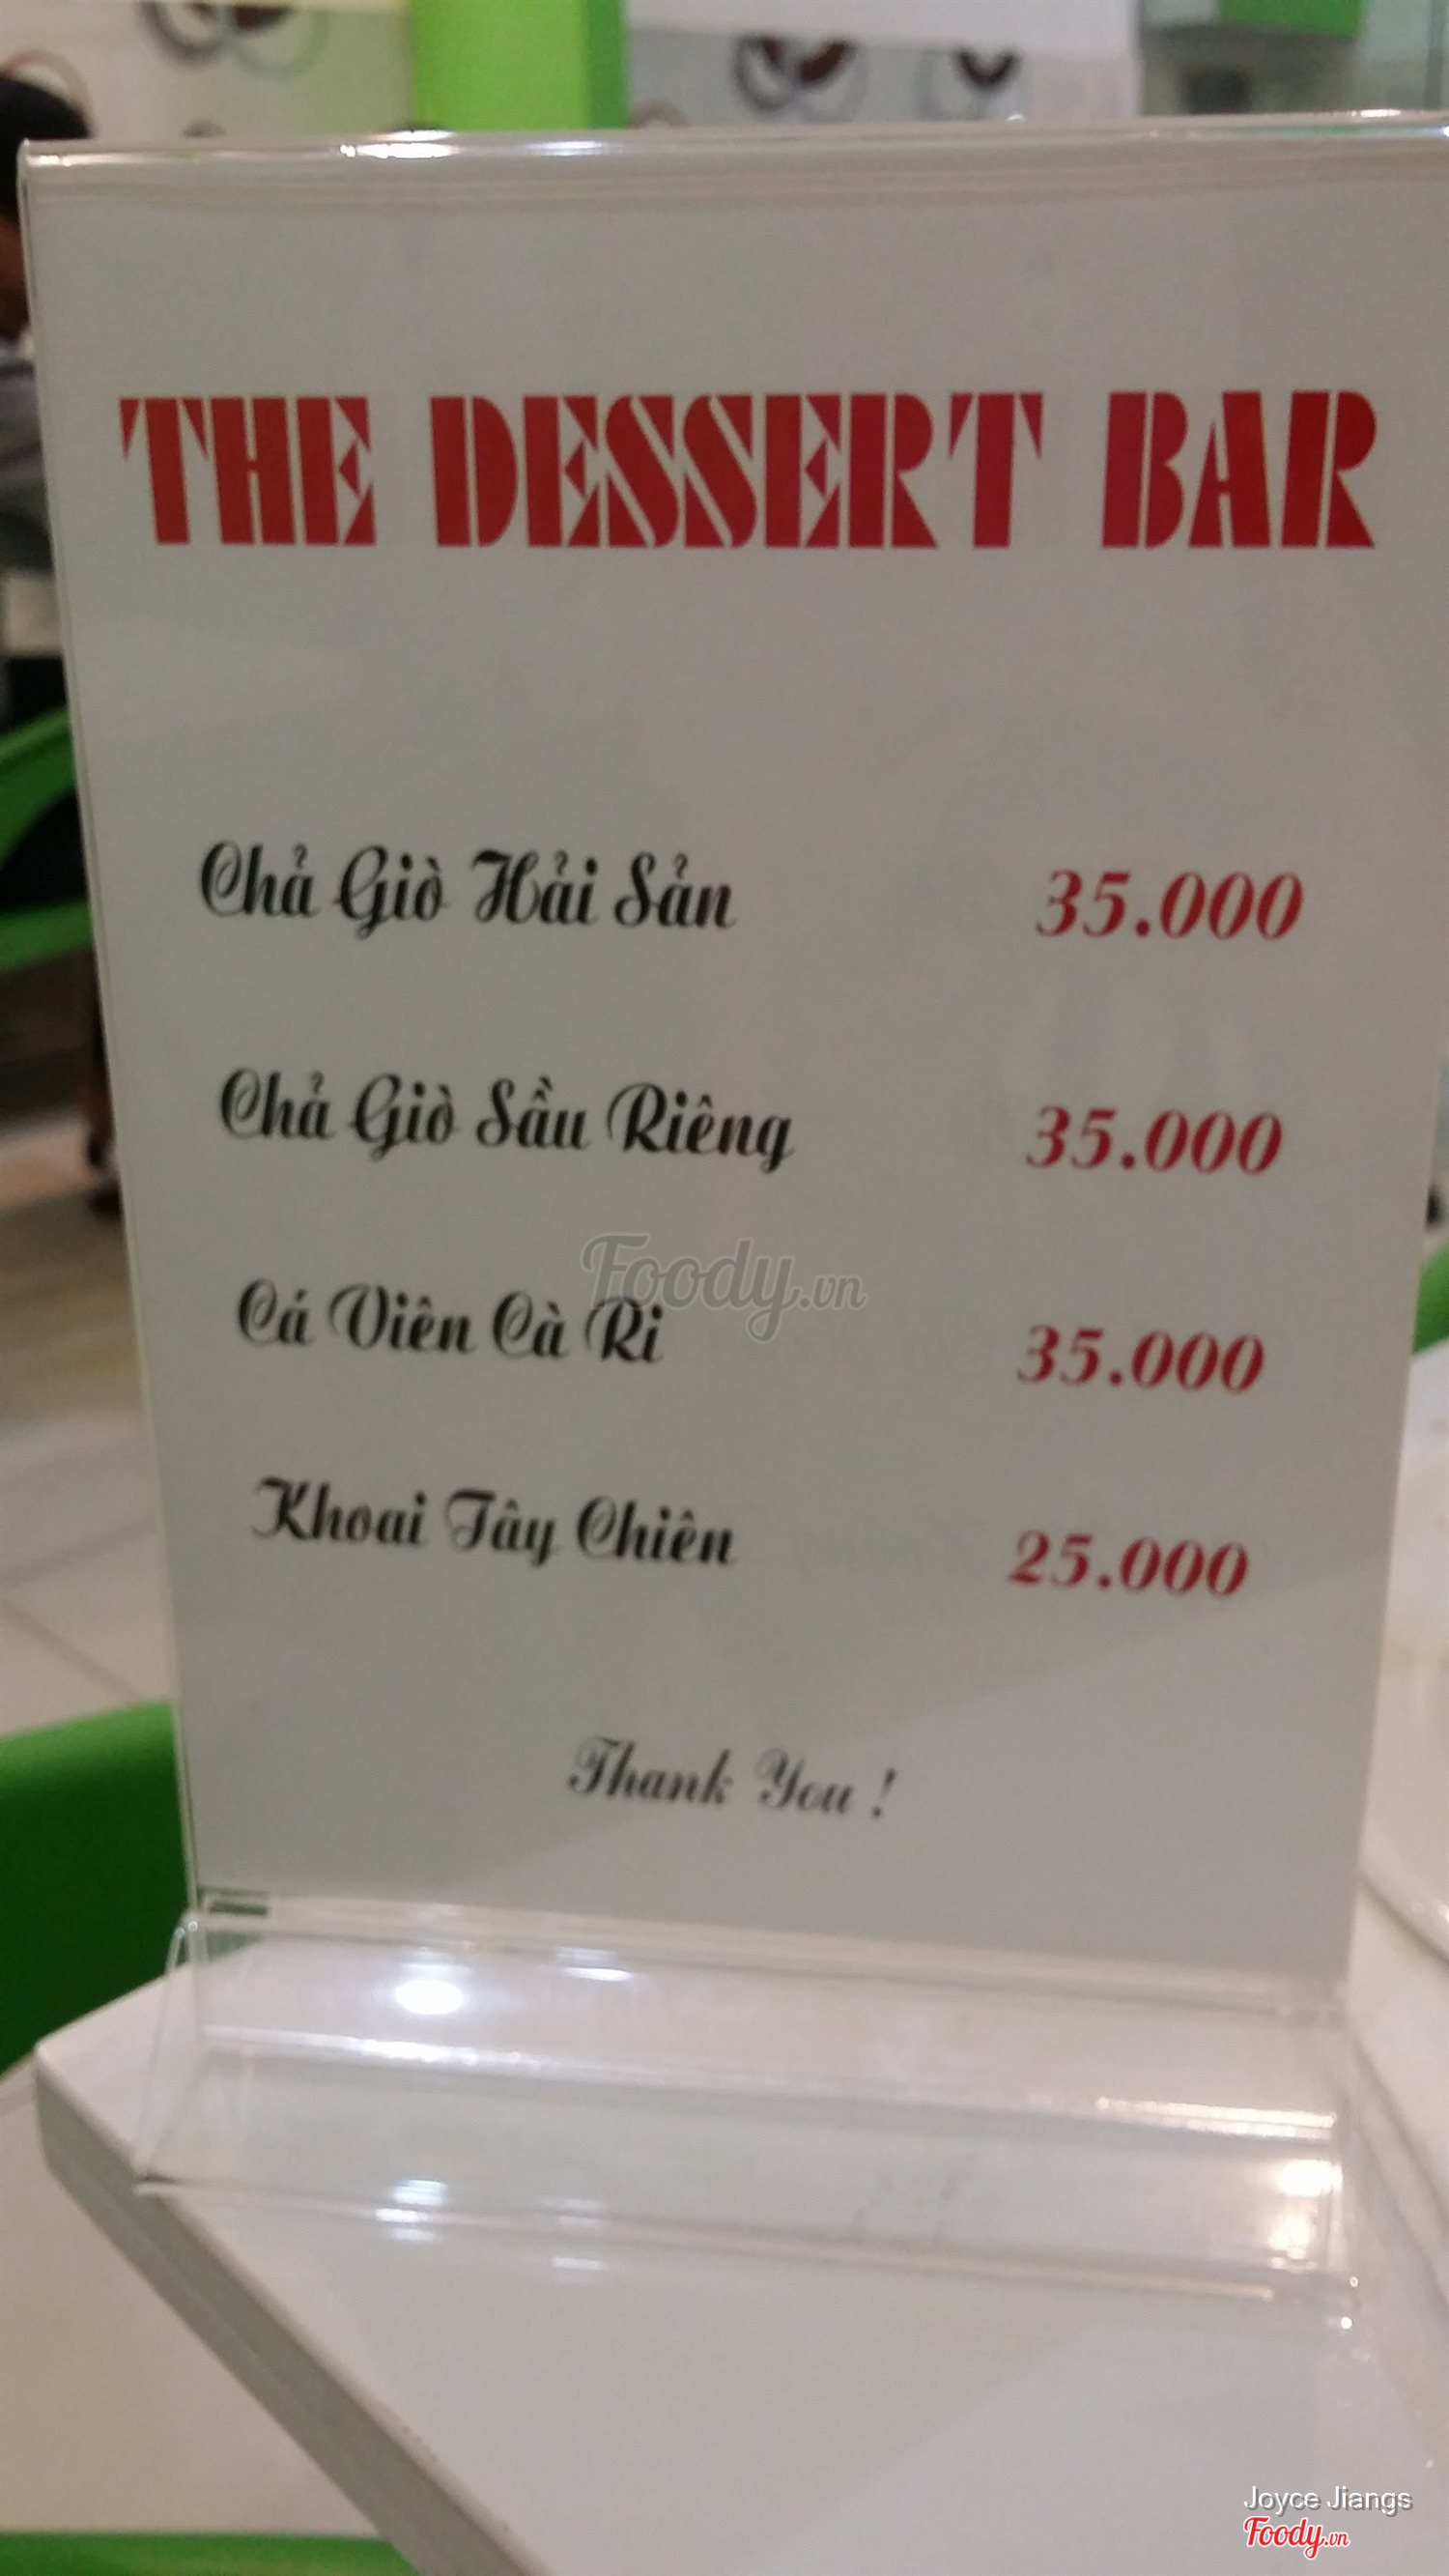 THE DESSERT BAR
Chả Giò Hải Sản 35.000
Chả Giò Sầu Riêng 35.000
Foody.vn
Cá Viên Cà Ri 35.000
Khoai Tây Chiên 25.000
Thank You !
Joyce Jiangs
Foody.vn